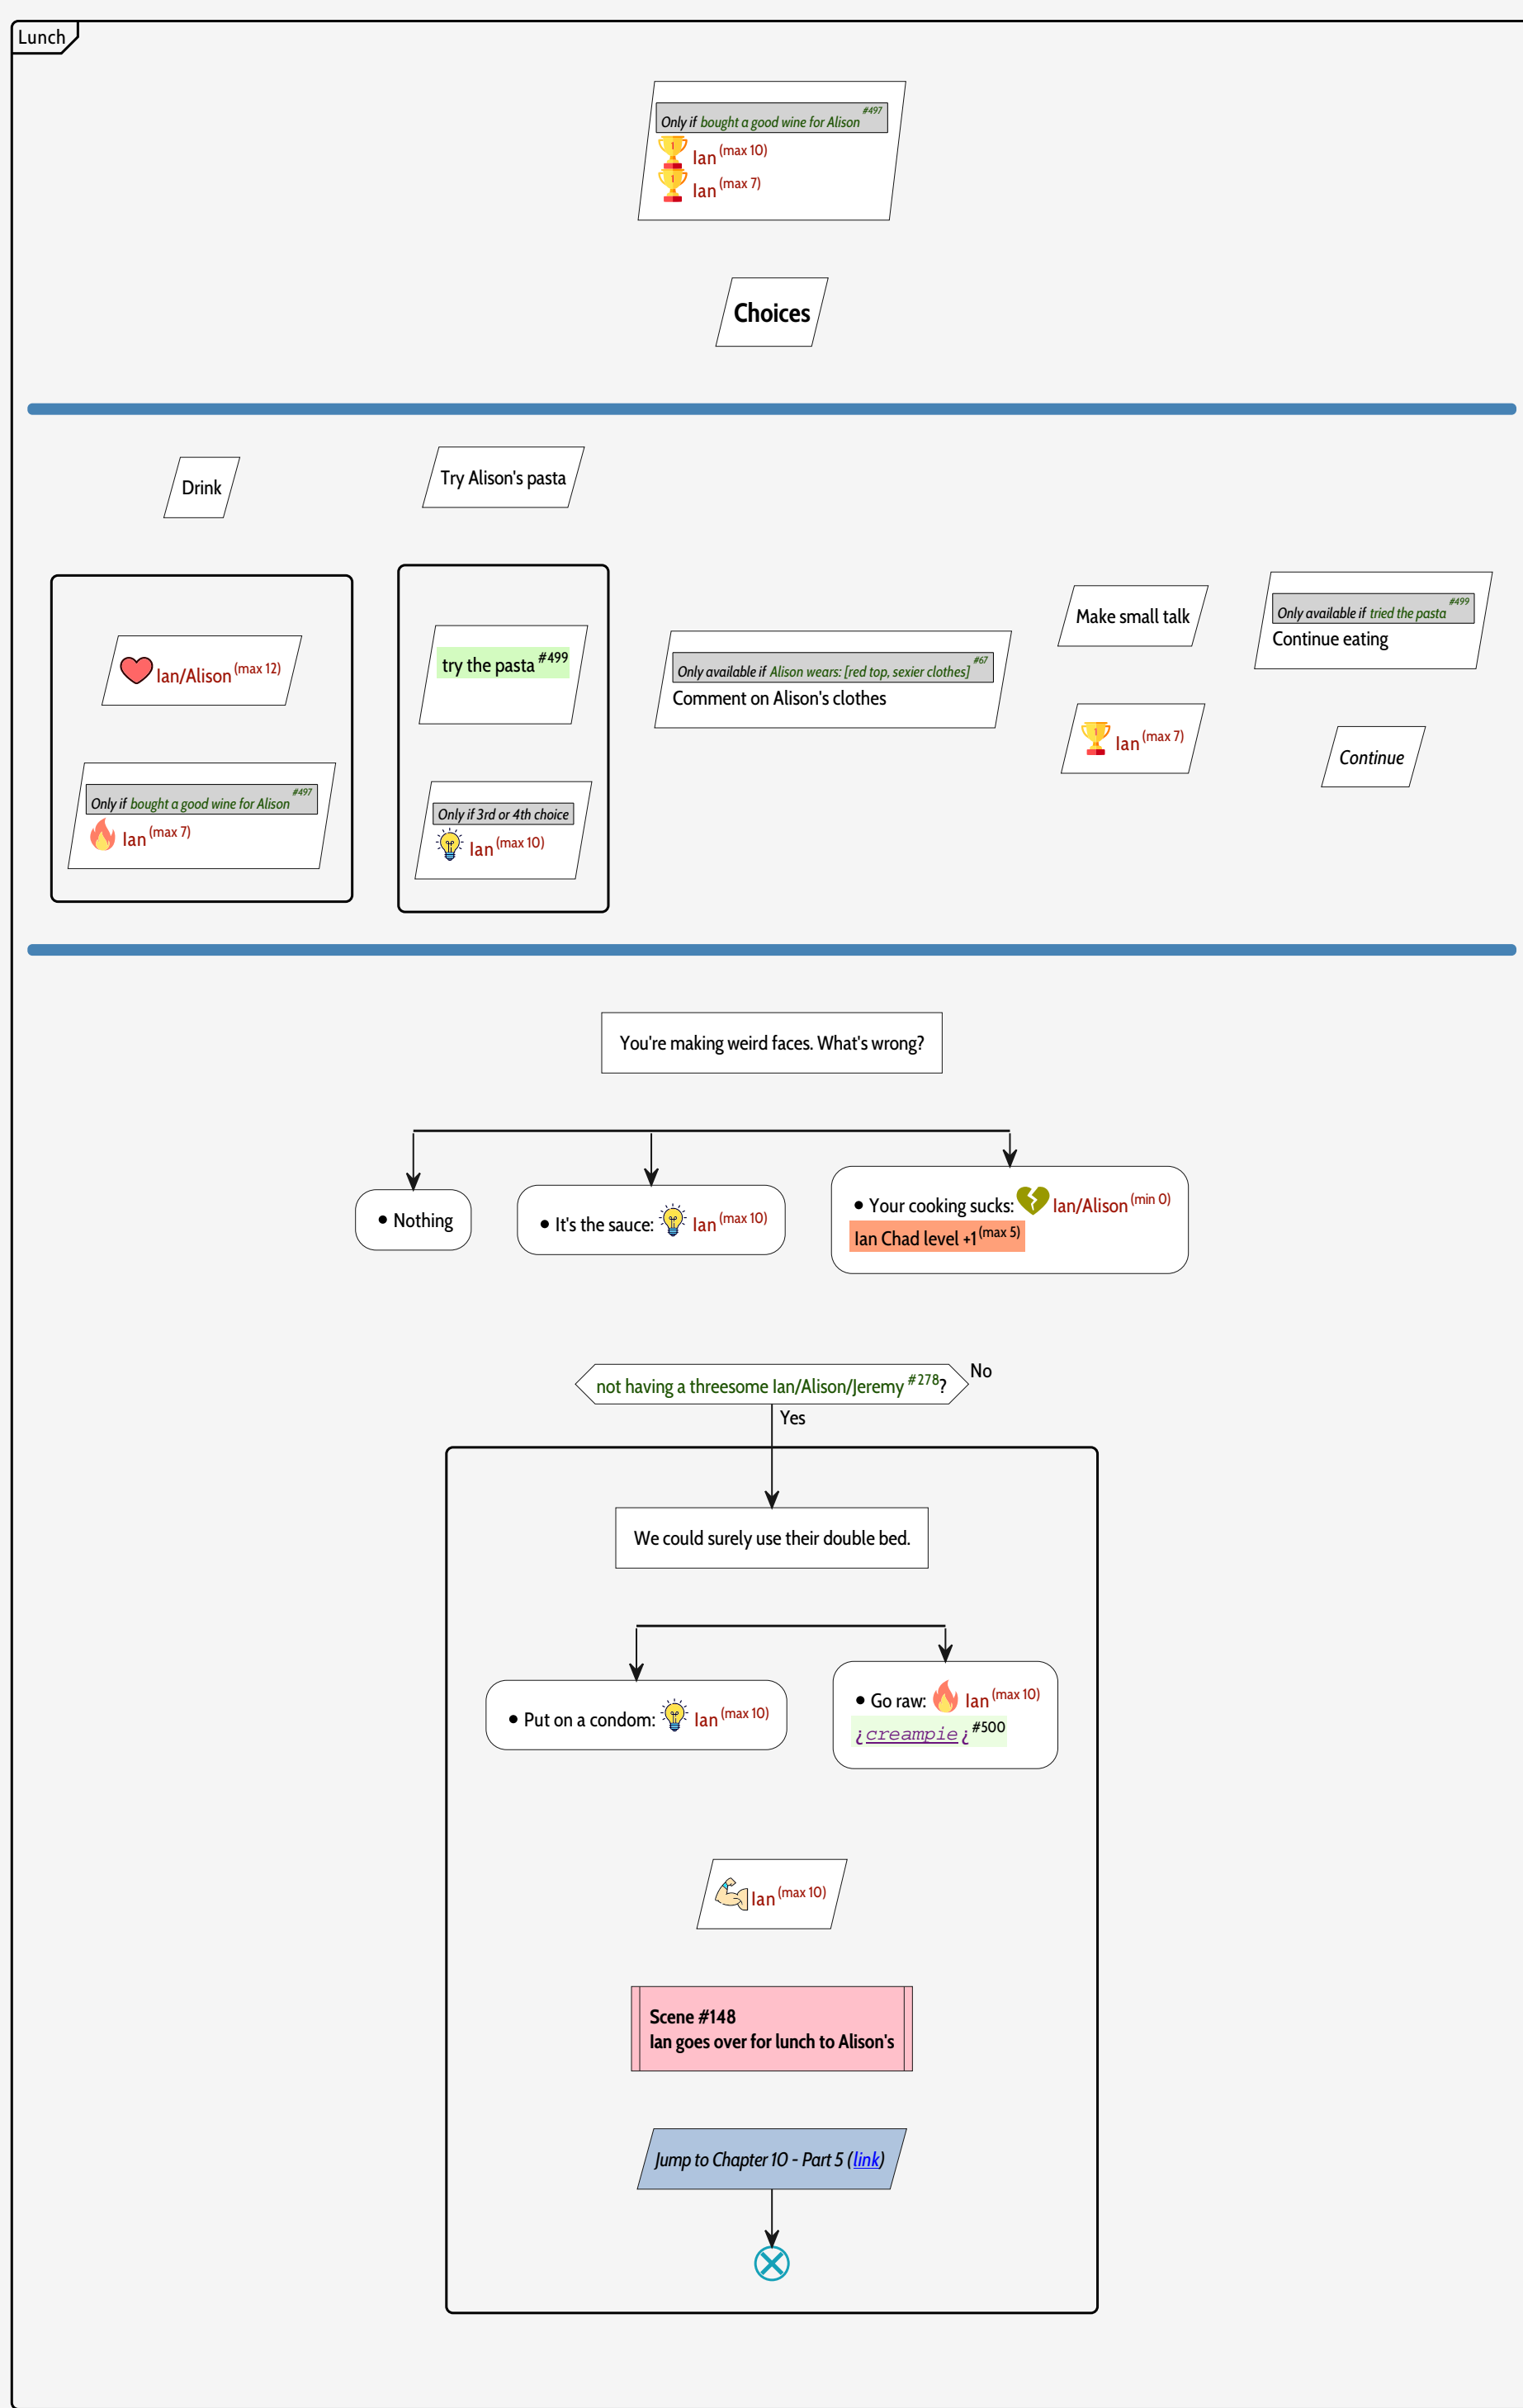 Lunch
Only if bought a good wine for Alison #497
Ian (max 10)
Ian (max 7)
Choices
Drink
Try Alison's pasta
Ian/Alison (max 12)
Only if bought a good wine for Alison #497
Ian (max 7)
try the pasta #499
Only if 3rd or 4th choice
Ian (max 10)
Only available if Alison wears: [red top, sexier clothes] #67
Comment on Alison's clothes
Make small talk
Ian (max 7)
Only available if tried the pasta #499
Continue eating
Continue
You're making weird faces. What's wrong?
• Nothing
• It's the sauce: Ian (max 10)
• Your cooking sucks: Ian/Alison (min 0)
Ian Chad level +1 (max 5)
not having a threesome Ian/Alison/Jeremy #278?
No
Yes
We could surely use their double bed.
• Put on a condom: Ian (max 10)
• Go raw: Ian (max 10)
¿creampie¿ #500
Ian (max 10)
Scene #148
Ian goes over for lunch to Alison's
Jump to Chapter 10 - Part 5 (link)